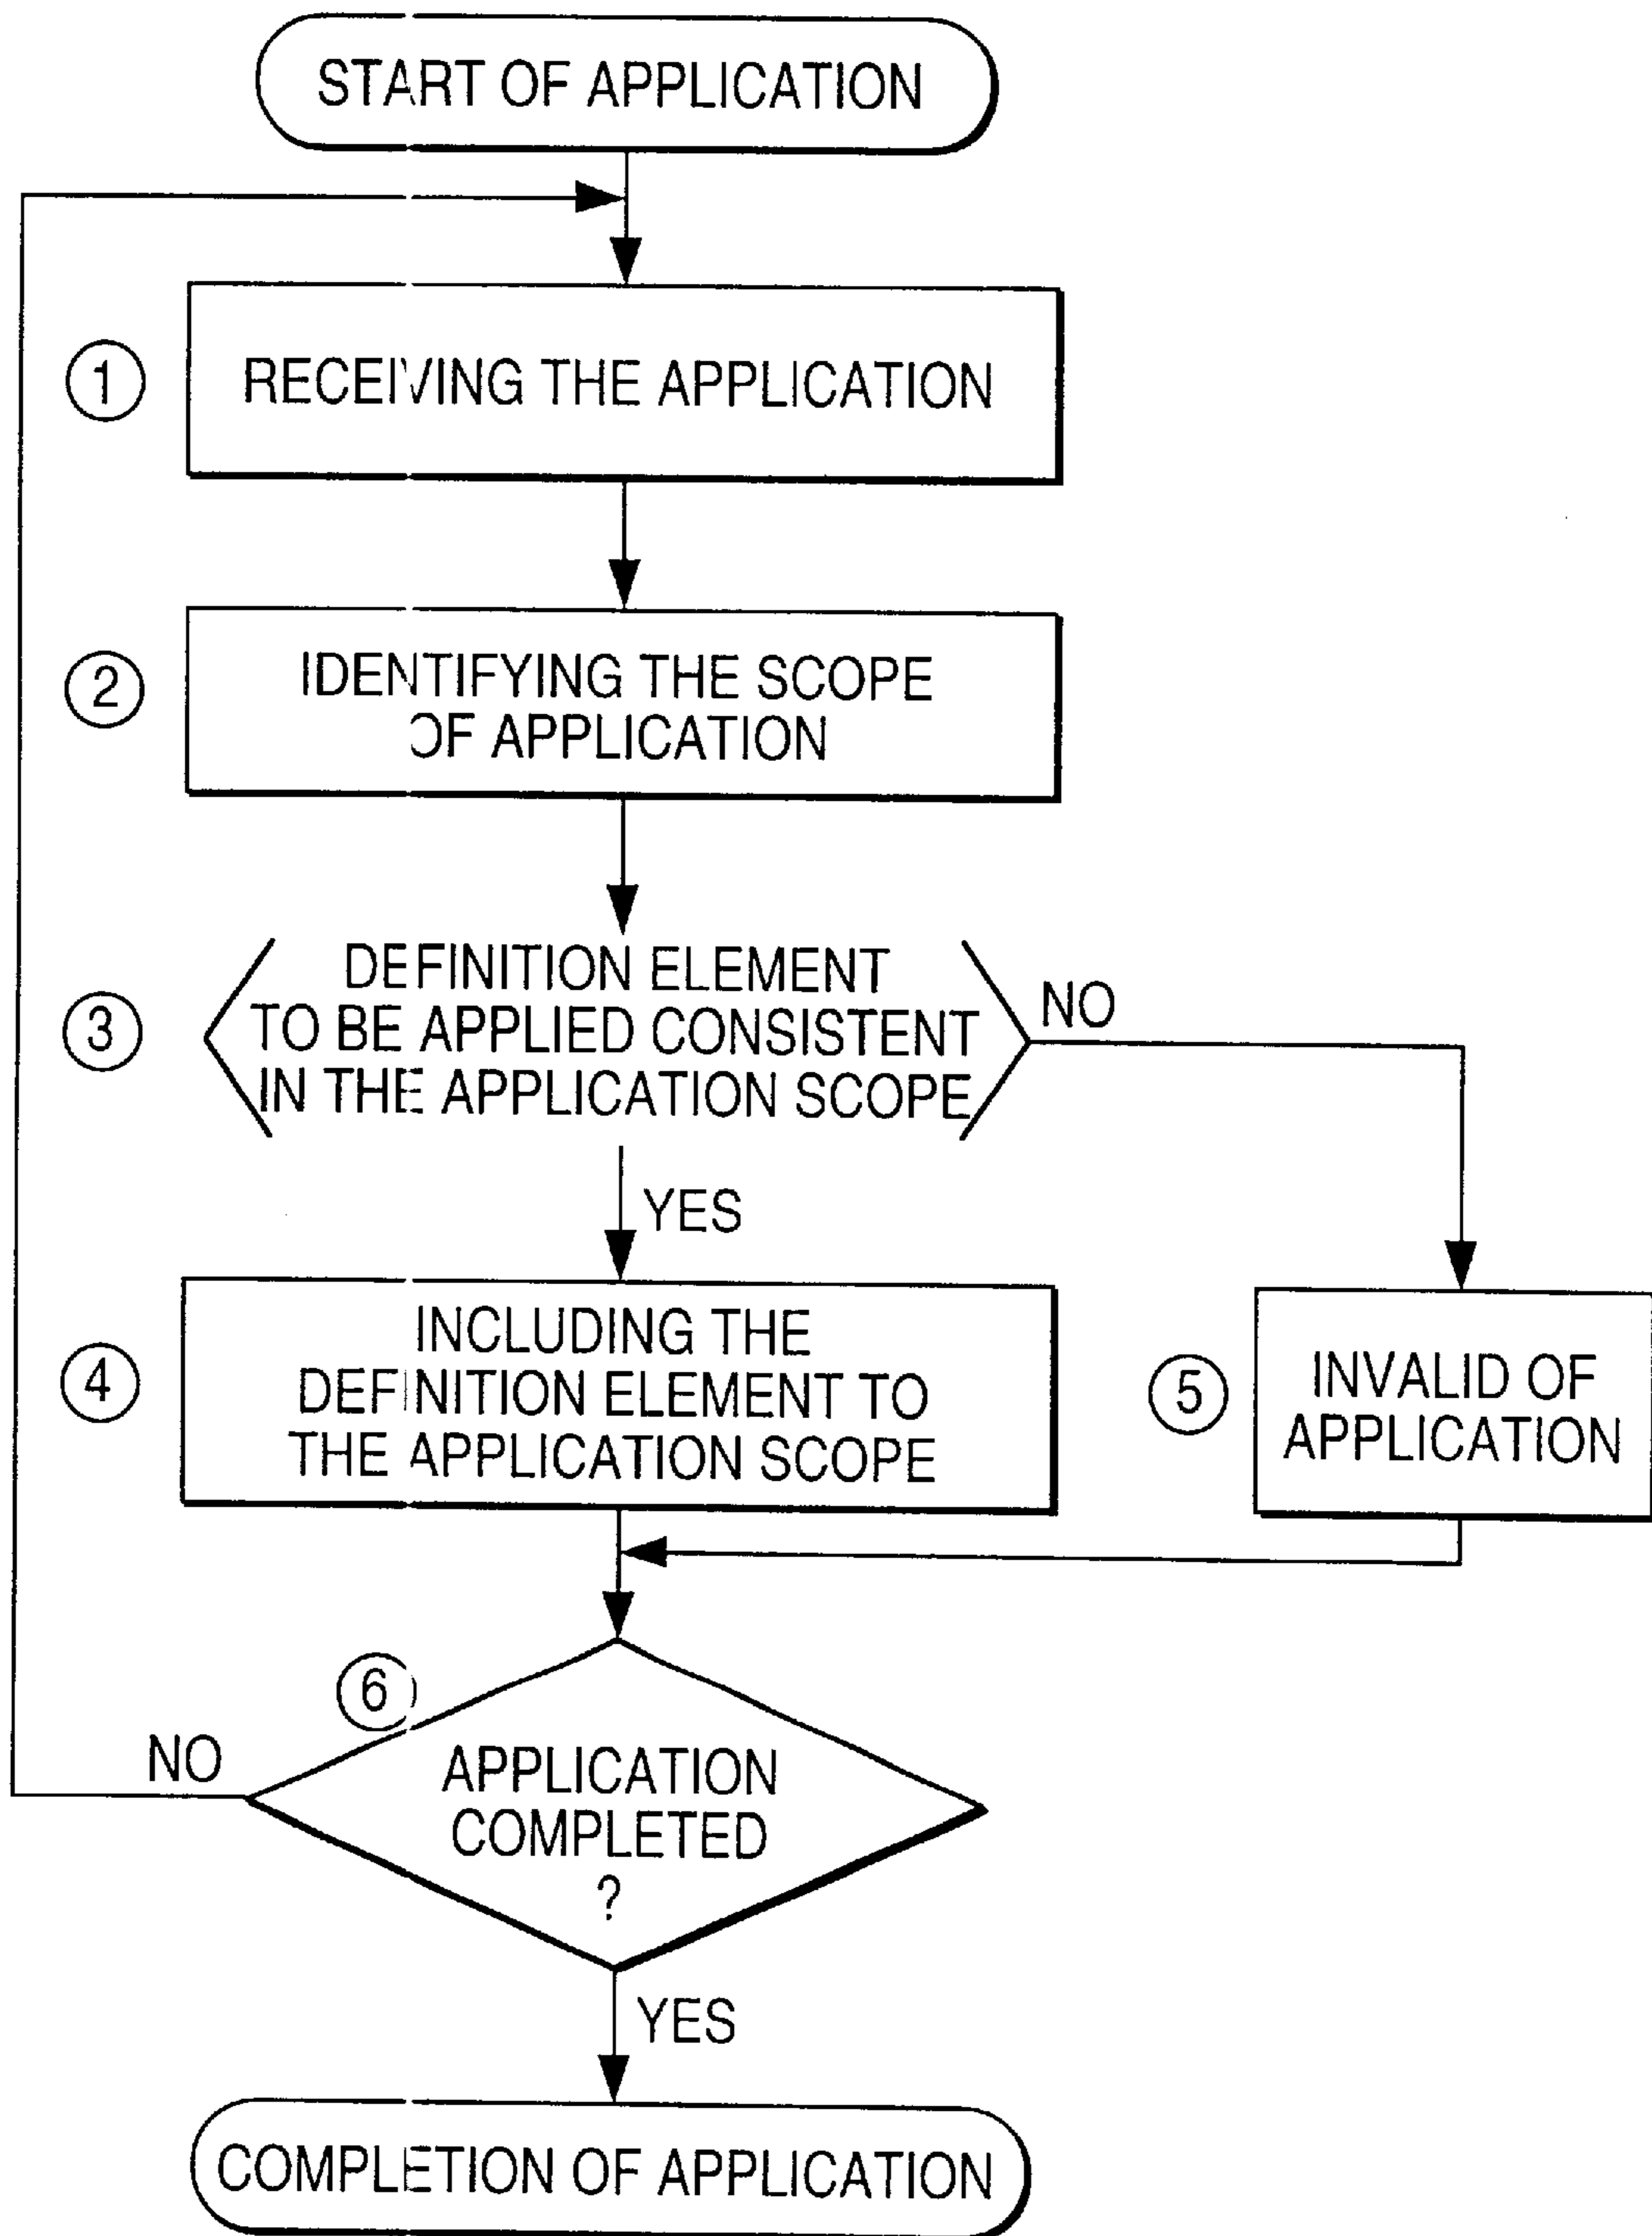 START OF APPLICATION
1
RECEIVING THE APPLICATION
2
IDENTIFYING THE SCOPE
OF APPLICATION
3
DEFINITION ELEMENT
TO BE APPLIED CONSISTENT
IN THE APPLICATION SCOPE
NO
YES
4
INCLUDING THE
DEFINITION ELEMENT TO
THE APPLICATION SCOPE
5
INVALID OF
APPLICATION
6
NO
APPLICATION
COMPLETED
?
YES
COMPLETION OF APPLICATION